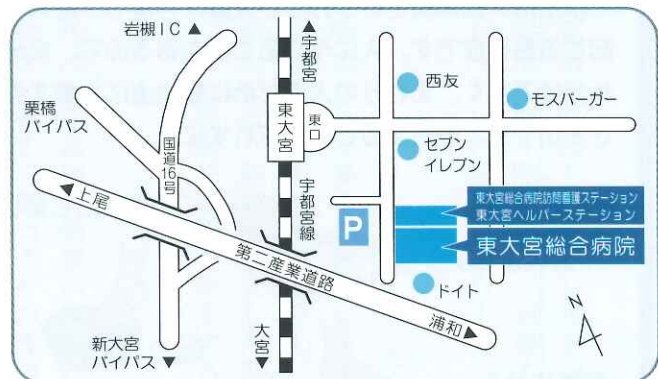 岩槻IC▲
▲宇都宮
栗橋
バイパス
国道16号
東大宮
東口
西友
モスバーガー
セブン
イレブン
宇都宮線
P
東大宮総合病院訪問看護ステーション
東大宮ヘルパーステーション
東大宮総合病院
◀上尾
第二産業道路
ドイト
浦和▶
新大宮
バイパス▼
大宮▼
N